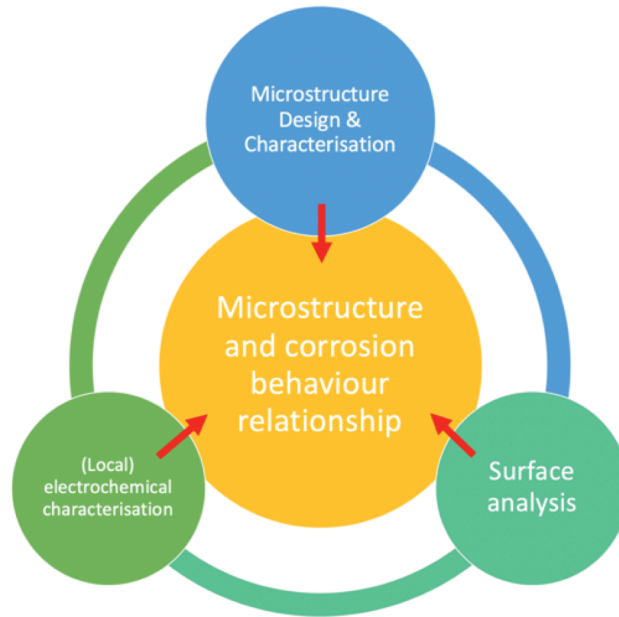 Microstructure
Design &
Characterisation
Microstructure
and corrosion
behaviour
relationship
(Local)
electrochemical
characterisation
Surface
analysis